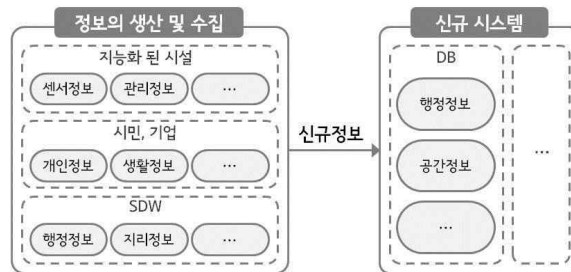 정보의 생산 및 수집
지능화 된 시설
센서정보 관리정보 …
시민, 기업
개인정보 생활정보 …
SDW
행정정보 지리정보 …
신규정보
신규 시스템
DB
행정정보
공간정보
…
…